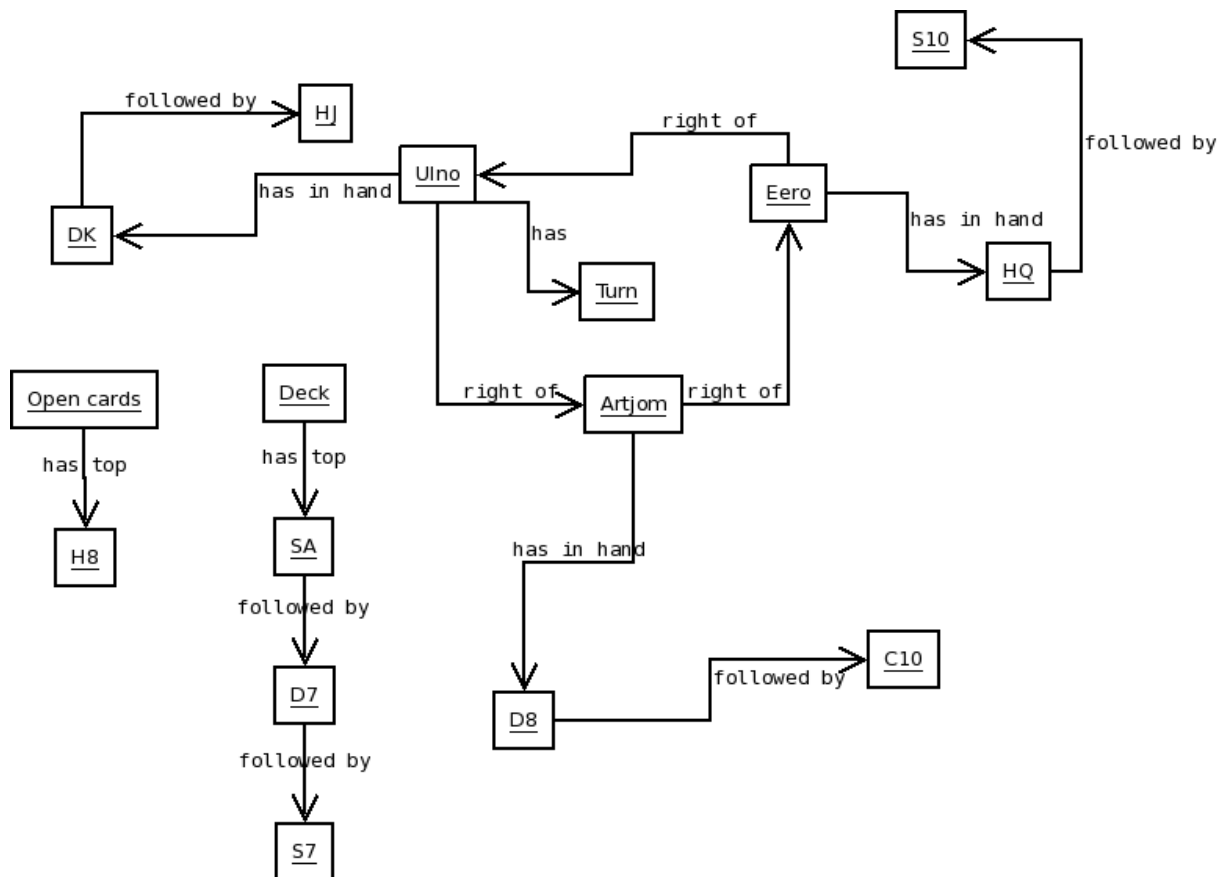 S10
followed by
HJ
right of
followed by
Ulno
has in hand
Eero
has in hand
DK
has
HQ
Turn
Open cards
Deck
right of
Artjom
right of
has top
has top
H8
SA
has in hand
followed by
C10
D7
followed by
D8
followed by
S7